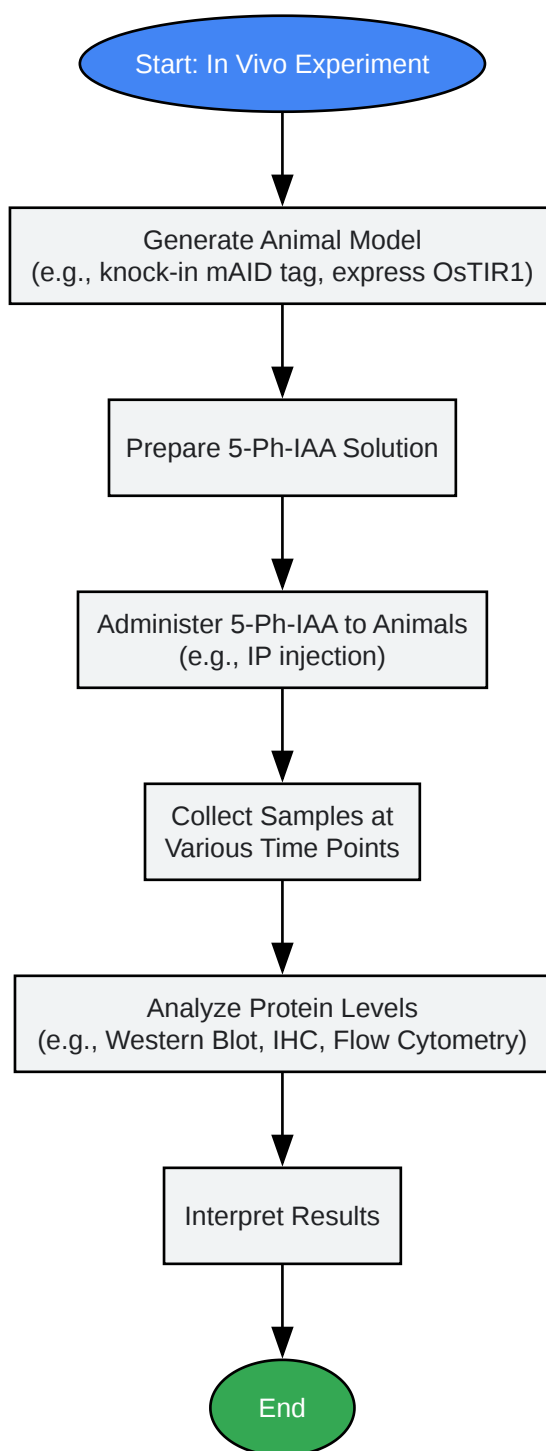 Start: In Vivo Experiment
Generate Animal Model
(e.g., knock-in mAID tag, express OsTIR1)
Prepare 5-Ph-IAA Solution
Administer 5-Ph-IAA to Animals
(e.g., IP injection)
Collect Samples at
Various Time Points
Analyze Protein Levels
(e.g., Western Blot, IHC, Flow Cytometry)
Interpret Results
End